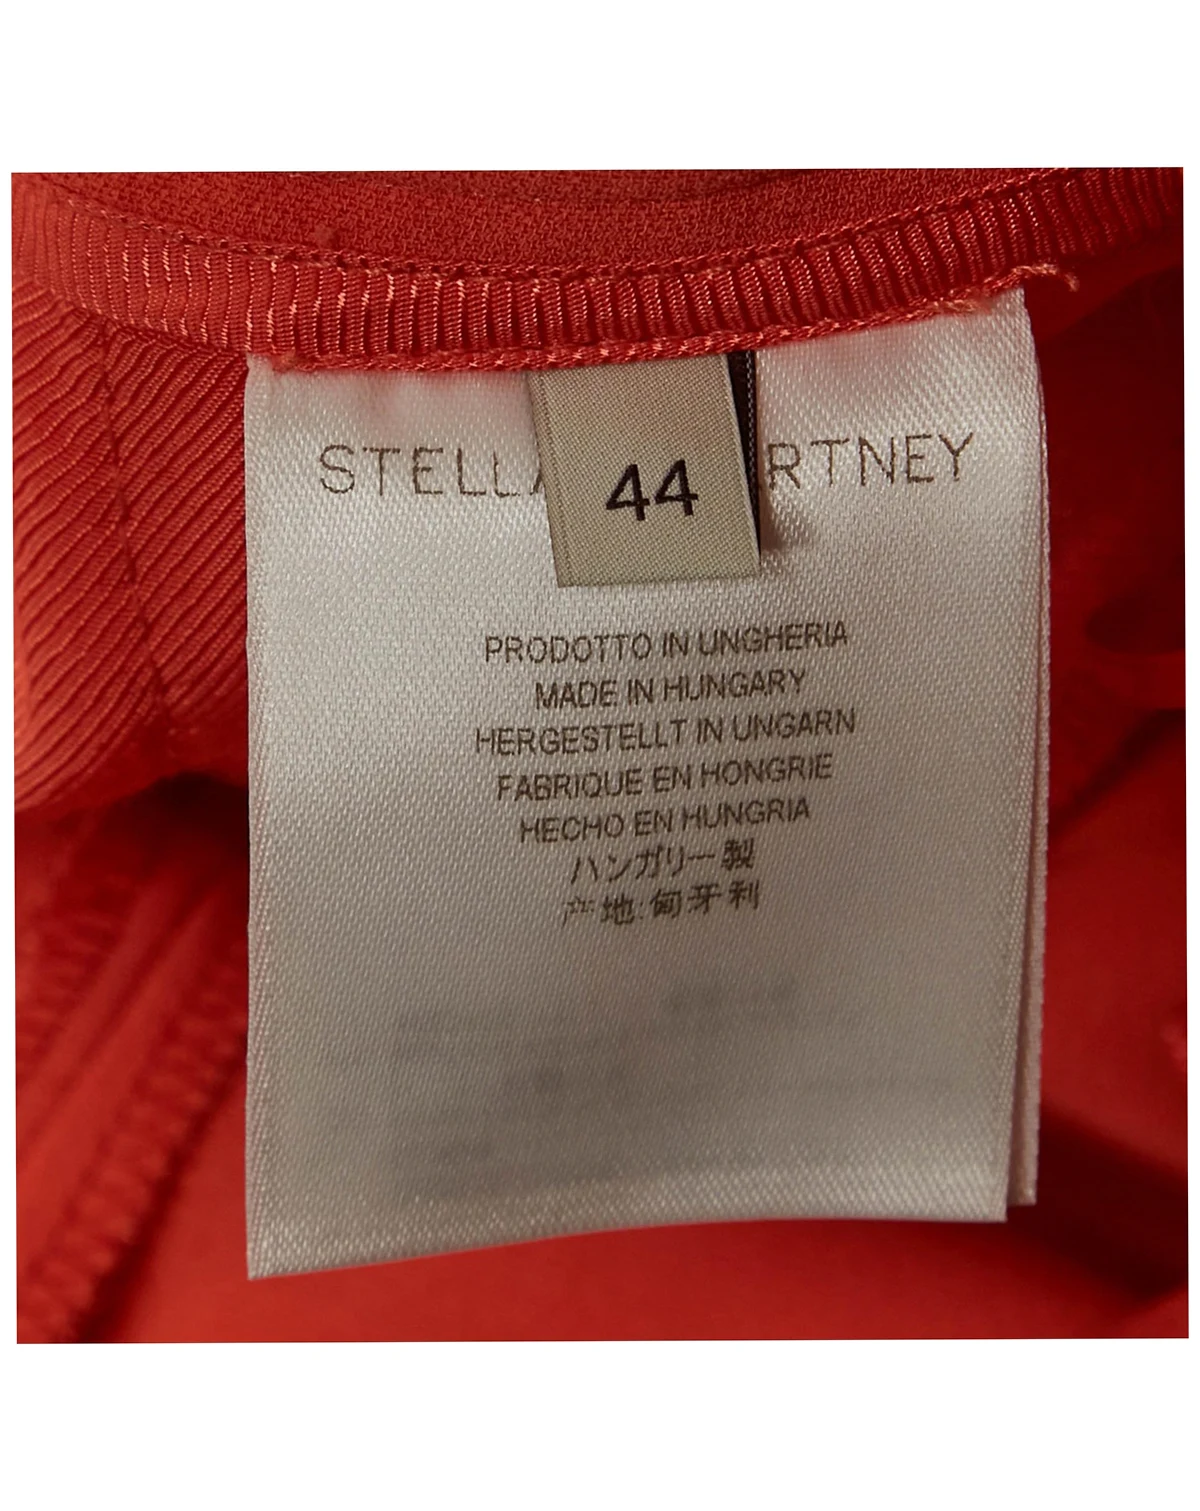 STELLA RTNEY
44
PRODOTTO IN UNGHERIA
MADE IN HUNGARY
HERGESTELLT IN UNGARN
FABRIQUE EN HONGRIE
HECHO EN HUNGRIA
ハンガリー製
产地:匈牙利